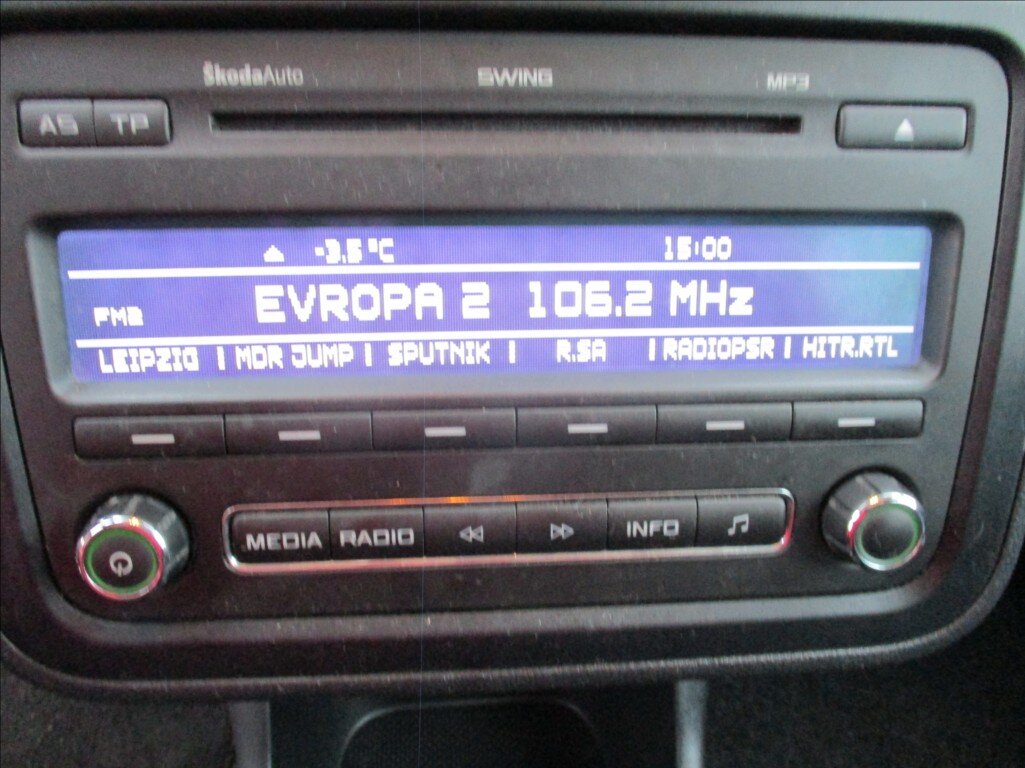 ŠkodaAuto SWING MP3
AS TP
-3,5 °C 15:00
FM2 EVROPA 2 106.2 MHz
LEIPZIG | MDR JUMP | SPUTNIK | R.SA | RADIOPSR | HITR.RTL
MEDIA RADIO INFO